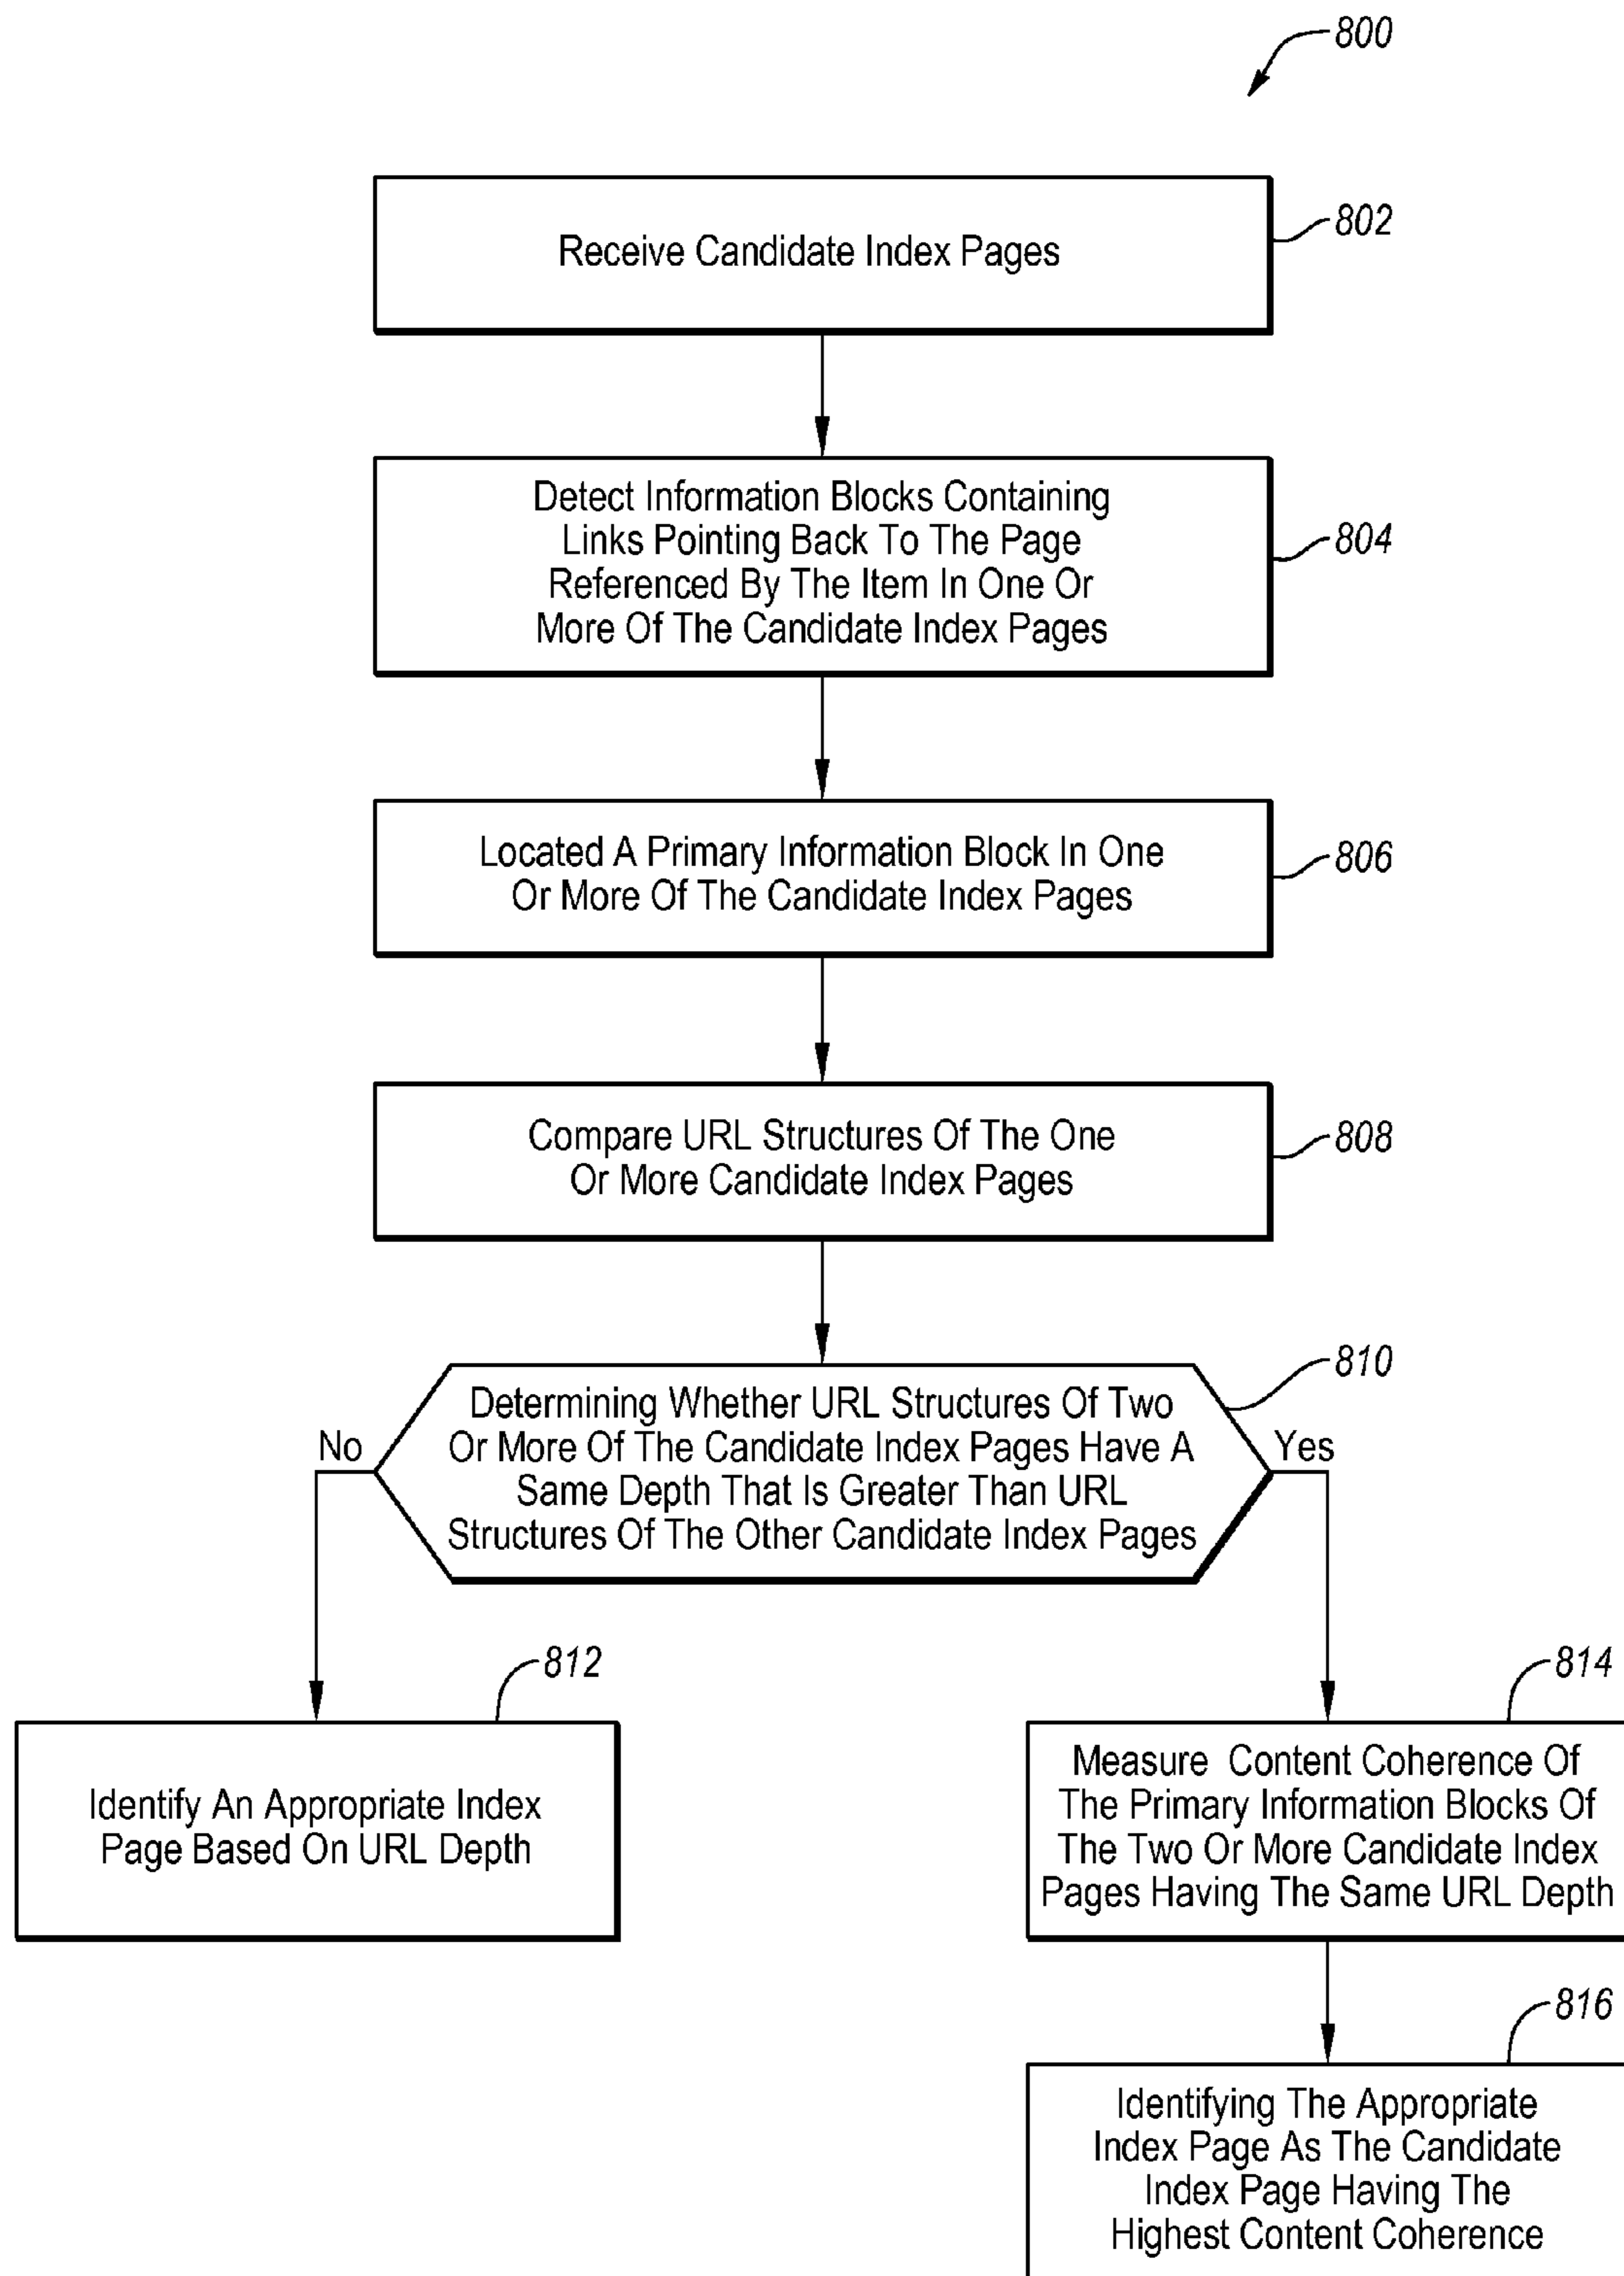 800
Receive Candidate Index Pages
802
Detect Information Blocks Containing
Links Pointing Back To The Page
Referenced By The Item In One Or
More Of The Candidate Index Pages
804
Located A Primary Information Block In One
Or More Of The Candidate Index Pages
806
Compare URL Structures Of The One
Or More Candidate Index Pages
808
810
Determining Whether URL Structures Of Two
Or More Of The Candidate Index Pages Have A
Same Depth That Is Greater Than URL
Structures Of The Other Candidate Index Pages
No
Yes
812
Identify An Appropriate Index
Page Based On URL Depth
814
Measure Content Coherence Of
The Primary Information Blocks Of
The Two Or More Candidate Index
Pages Having The Same URL Depth
816
Identifying The Appropriate
Index Page As The Candidate
Index Page Having The
Highest Content Coherence